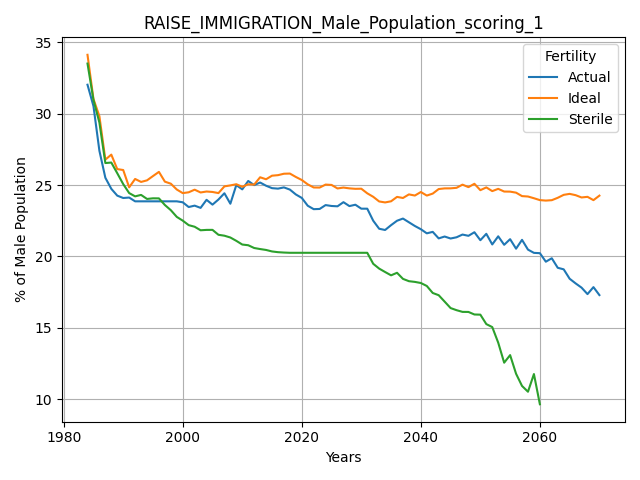 RAISE_IMMIGRATION_Male_Population_scoring_1
Fertility
Actual
Ideal
Sterile
% of Male Population
35
30
25
20
15
10
1980
2000
2020
2040
2060
Years